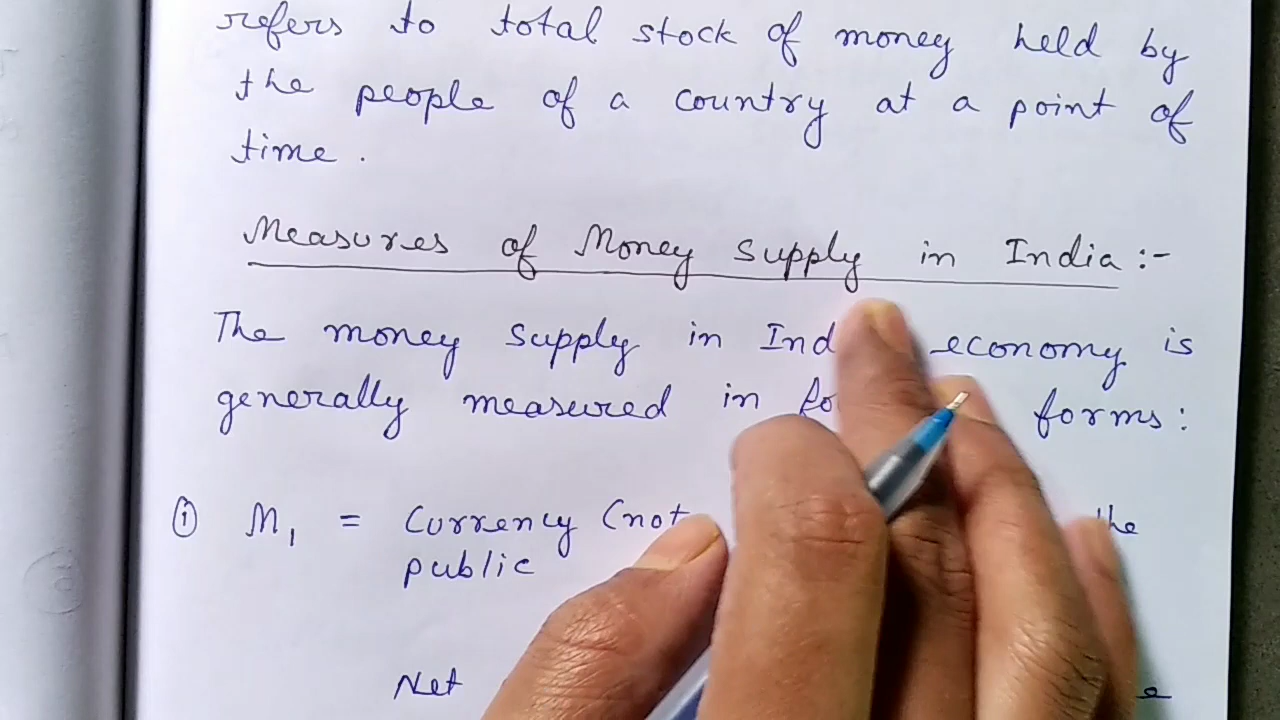 refers to total stock of money held by
the people of a country at a point of
time.
Measures of Money Supply in India :-
The money supply in economy is
generally measured in forms:
① M₁ = Currency (not the
public
Net